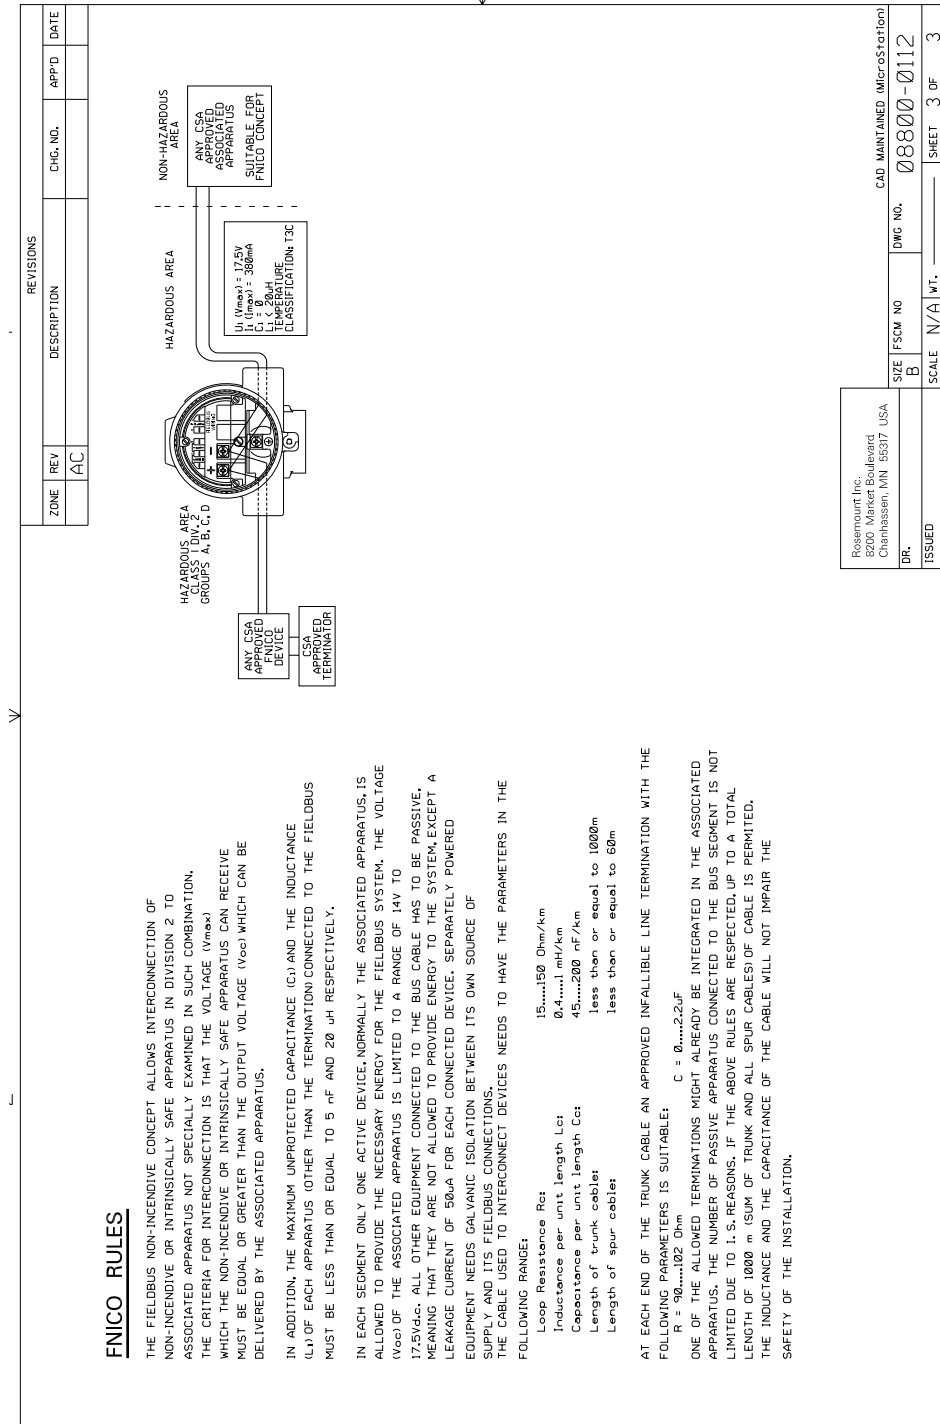 REVISIONS
ZONE REV DESCRIPTION CHG. NO. APP'D DATE
AC
FNICO RULES
THE FIELDBUS NON-INCENDIVE CONCEPT ALLOWS INTERCONNECTION OF
NON-INCENDIVE OR INTRINSICALLY SAFE APPARATUS IN DIVISION 2 TO
ASSOCIATED APPARATUS NOT SPECIALLY EXAMINED IN SUCH COMBINATION.
THE CRITERIA FOR INTERCONNECTION IS THAT THE VOLTAGE (Vmax)
WHICH THE NON-INCENDIVE OR INTRINSICALLY SAFE APPARATUS CAN RECEIVE
MUST BE EQUAL OR GREATER THAN THE OUTPUT VOLTAGE (Voc) WHICH CAN BE
DELIVERED BY THE ASSOCIATED APPARATUS.
IN ADDITION, THE MAXIMUM UNPROTECTED CAPACITANCE (Ci) AND THE INDUCTANCE
(Li) OF EACH APPARATUS (OTHER THAN THE TERMINATION) CONNECTED TO THE FIELDBUS
MUST BE LESS THAN OR EQUAL TO 5 nF AND 20 uH RESPECTIVELY.
IN EACH SEGMENT ONLY ONE ACTIVE DEVICE, NORMALLY THE ASSOCIATED APPARATUS, IS
ALLOWED TO PROVIDE THE NECESSARY ENERGY FOR THE FIELDBUS SYSTEM. THE VOLTAGE
(Voc) OF THE ASSOCIATED APPARATUS IS LIMITED TO A RANGE OF 14V TO
17.5Vd.c. ALL OTHER EQUIPMENT CONNECTED TO THE BUS CABLE HAS TO BE PASSIVE,
MEANING THAT THEY ARE NOT ALLOWED TO PROVIDE ENERGY TO THE SYSTEM, EXCEPT A
LEAKAGE CURRENT OF 50uA FOR EACH CONNECTED DEVICE. SEPARATELY POWERED
EQUIPMENT NEEDS GALVANIC ISOLATION BETWEEN ITS OWN SOURCE OF
SUPPLY AND ITS FIELDBUS CONNECTIONS.
THE CABLE USED TO INTERCONNECT DEVICES NEEDS TO HAVE THE PARAMETERS IN THE
FOLLOWING RANGE:
Loop Resistance Rc: 15.....150 Ohm/km
Inductance per unit length Lc: 0.4.....1 mH/km
Capacitance per unit length Cc: 45.....200 nF/km
Length of trunk cable: less than or equal to 1000m
Length of spur cable: less than or equal to 60m
AT EACH END OF THE TRUNK CABLE AN APPROVED INFALLIBLE LINE TERMINATION WITH THE
FOLLOWING PARAMETERS IS SUITABLE:
R = 90.....102 Ohm C = 0.....2.2uF
ONE OF THE ALLOWED TERMINATIONS MIGHT ALREADY BE INTEGRATED IN THE ASSOCIATED
APPARATUS. THE NUMBER OF PASSIVE APPARATUS CONNECTED TO THE BUS SEGMENT IS NOT
LIMITED DUE TO I.S. REASONS. IF THE ABOVE RULES ARE RESPECTED, UP TO A TOTAL
LENGTH OF 1000 m (SUM OF TRUNK AND ALL SPUR CABLES) OF CABLE IS PERMITED.
THE INDUCTANCE AND THE CAPACITANCE OF THE CABLE WILL NOT IMPAIR THE
SAFETY OF THE INSTALLATION.
HAZARDOUS AREA
CLASS I DIV. 2
GROUPS A, B, C, D
HAZARDOUS AREA
NON-HAZARDOUS
AREA
ANY CSA
APPROVED
ASSOCIATED
APPARATUS
SUITABLE FOR
FNICO CONCEPT
Ui (Vmax) = 17.5V
Ii (Imax) = 380mA
Ci = 0
Li < 20uH
TEMPERATURE
CLASSIFICATION: T3C
ANY CSA
APPROVED
FNICO
DEVICE
CSA
APPROVED
TERMINATOR
+ -
Rosemount Inc.
8200 Market Boulevard
Chanhassen, MN 55317 USA
CAD MAINTAINED (MicroStation)
DR.
SIZE B FSCM NO DWG NO. 08800-0112
ISSUED SCALE N/A WT. SHEET 3 OF 3